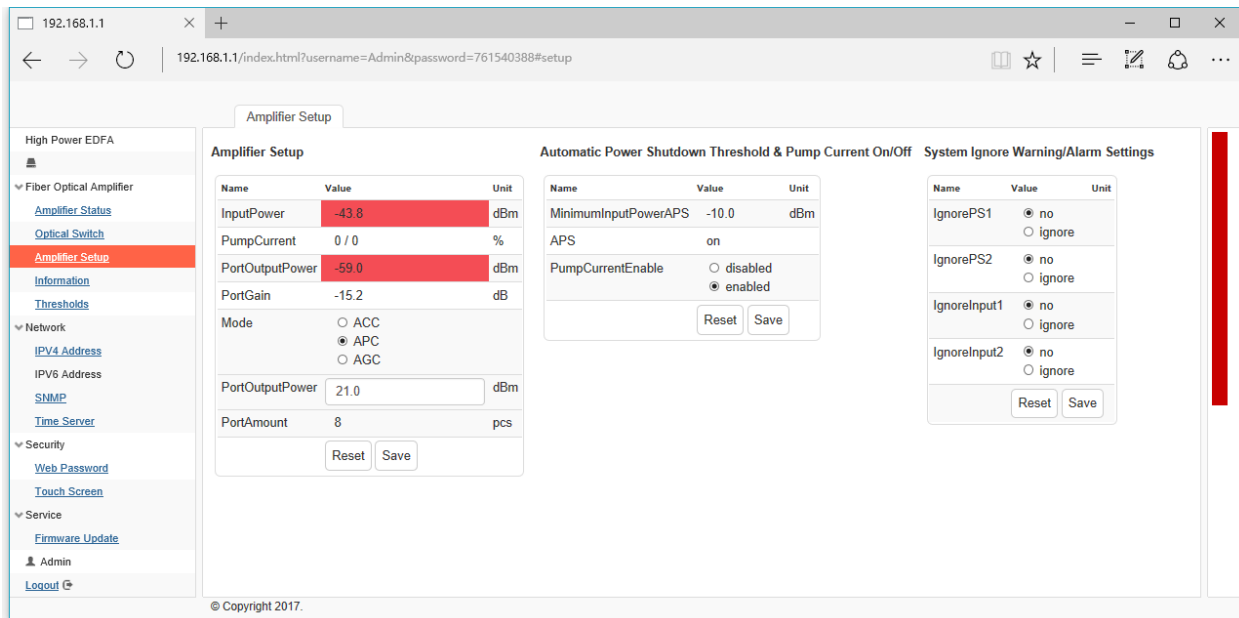 192.168.1.1
192.168.1.1/index.html?username=Admin&password=761540388#setup
Amplifier Setup
High Power EDFA
Fiber Optical Amplifier
Amplifier Status
Optical Switch
Amplifier Setup
Information
Thresholds
Network
IPV4 Address
IPV6 Address
SNMP
Time Server
Security
Web Password
Touch Screen
Service
Firmware Update
Admin
Logout
Amplifier Setup
Name Value Unit
InputPower -43.8 dBm
PumpCurrent 0 / 0 %
PortOutputPower -59.0 dBm
PortGain -15.2 dB
Mode ACC
APC
AGC
PortOutputPower 21.0 dBm
PortAmount 8 pcs
Reset Save
Automatic Power Shutdown Threshold & Pump Current On/Off
Name Value Unit
MinimumInputPowerAPS -10.0 dBm
APS on
PumpCurrentEnable disabled
enabled
Reset Save
System Ignore Warning/Alarm Settings
Name Value Unit
IgnorePS1 no
ignore
IgnorePS2 no
ignore
IgnoreInput1 no
ignore
IgnoreInput2 no
ignore
Reset Save
© Copyright 2017.